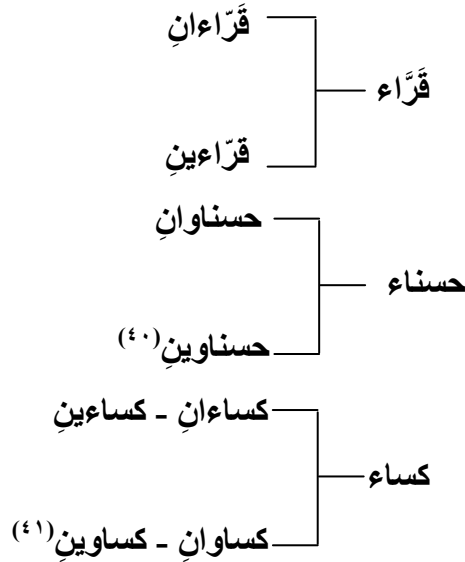 قَرّاءانِ
قَرَّاء
قرّاءينِ
حسناوانِ
حسناء
حسناوينِ(٤٠)
كساءانِ ـ كساءينِ
كساء
كساوانِ ـ كساوينِ(٤١)